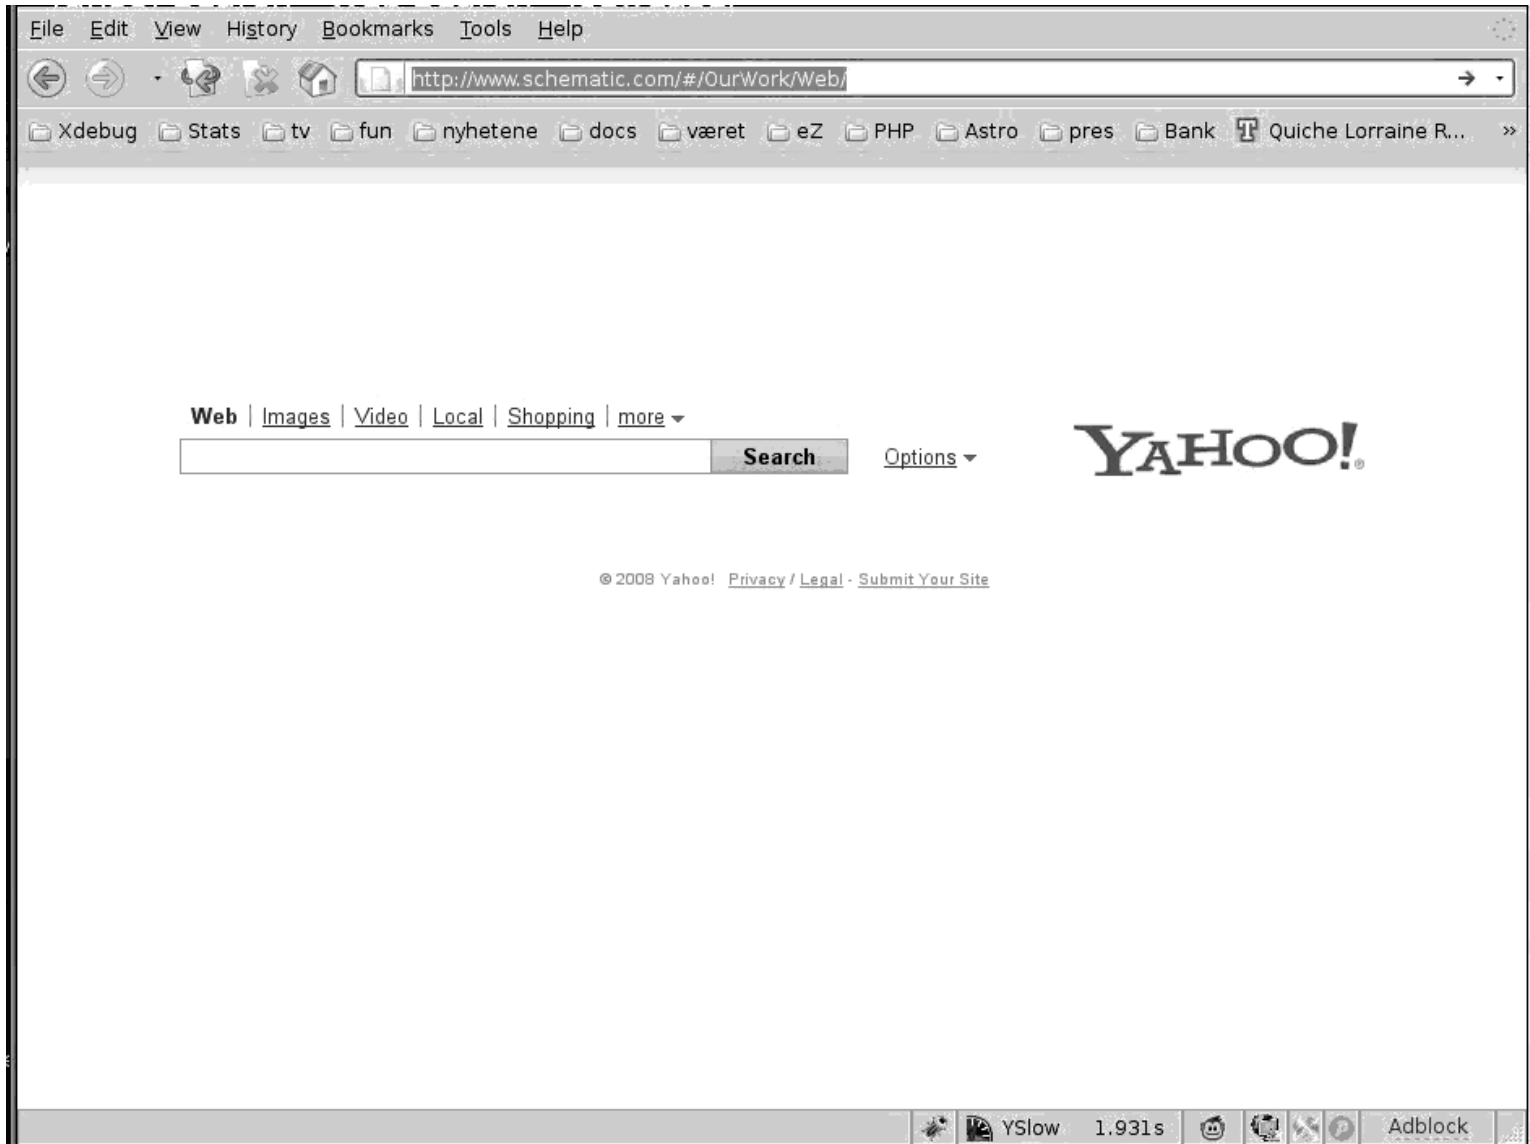 File Edit View History Bookmarks Tools Help
http://www.schematic.com/#/OurWork/Web/
Xdebug Stats tv fun nyhetene docs været eZ PHP Astro pres Bank Quiche Lorraine R... »
Web | Images | Video | Local | Shopping | more
Search Options YAHOO!®
© 2008 Yahoo! Privacy / Legal - Submit Your Site
YSlow 1.931s Adblock